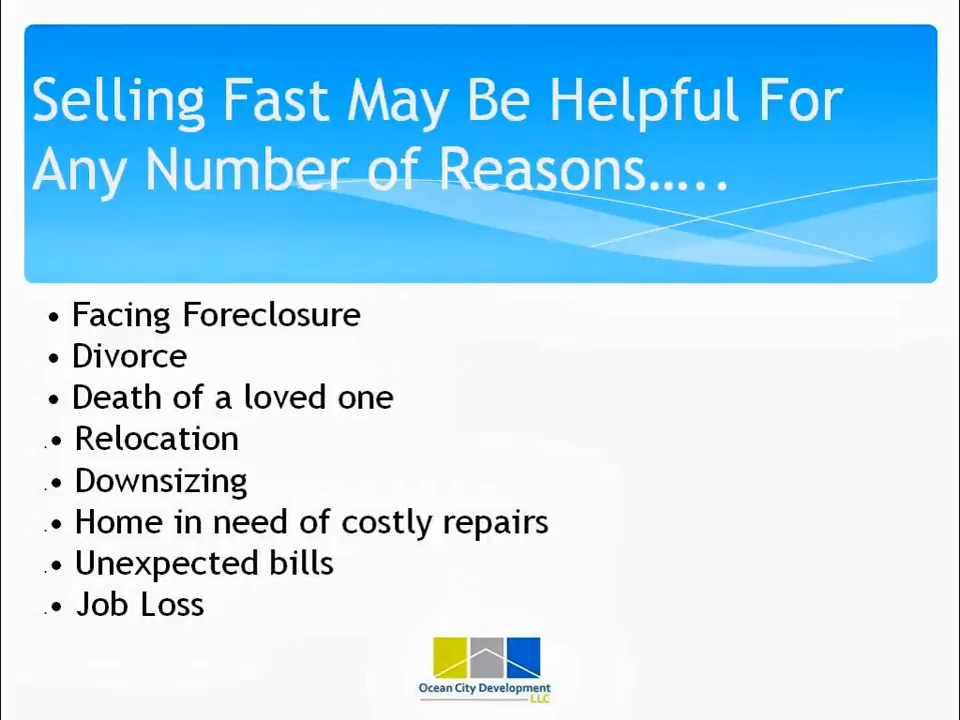 Selling Fast May Be Helpful For
Any Number of Reasons.....
• Facing Foreclosure
• Divorce
• Death of a loved one
• Relocation
• Downsizing
• Home in need of costly repairs
• Unexpected bills
• Job Loss
Ocean City Development
LLC